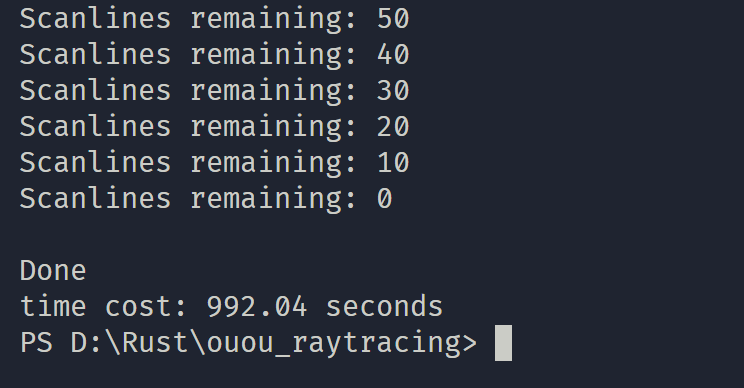 Scanlines remaining: 50
Scanlines remaining: 40
Scanlines remaining: 30
Scanlines remaining: 20
Scanlines remaining: 10
Scanlines remaining: 0
Done
time cost: 992.04 seconds
PS D:\Rust\ouou_raytracing>